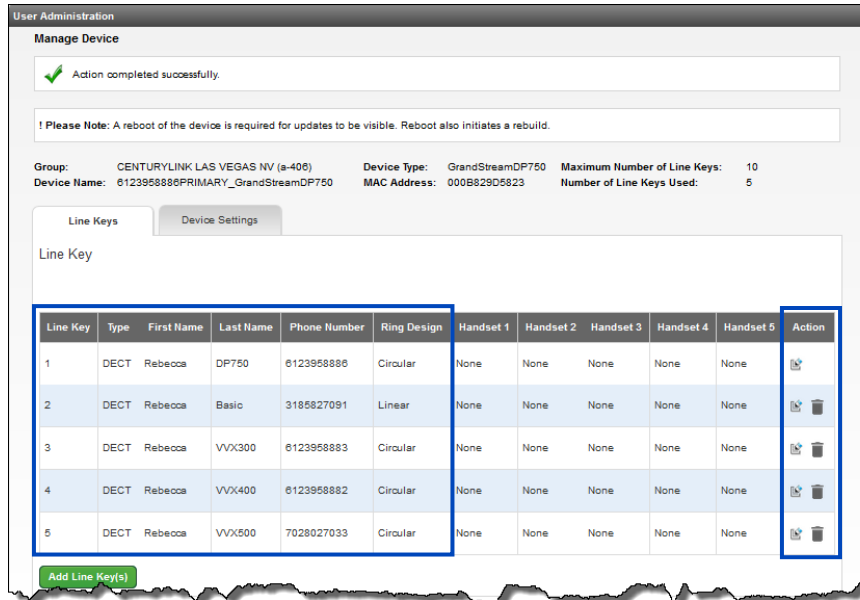 User Administration
Manage Device
Action completed successfully.
! Please Note: A reboot of the device is required for updates to be visible. Reboot also initiates a rebuild.
Group: CENTURYLINK LAS VEGAS NV (a-406) Device Type: GrandStreamDP750 Maximum Number of Line Keys: 10
Device Name: 6123958886PRIMARY_GrandStreamDP750 MAC Address: 000B829D5823 Number of Line Keys Used: 5
Line Keys Device Settings
Line Key
Line Key Type First Name Last Name Phone Number Ring Design Handset 1 Handset 2 Handset 3 Handset 4 Handset 5 Action
1 DECT Rebecca DP750 6123958886 Circular None None None None None
2 DECT Rebecca Basic 3185827091 Linear None None None None None
3 DECT Rebecca VVX300 6123958883 Circular None None None None None
4 DECT Rebecca VVX400 6123958882 Circular None None None None None
5 DECT Rebecca VVX500 7028027033 Circular None None None None None
Add Line Key(s)